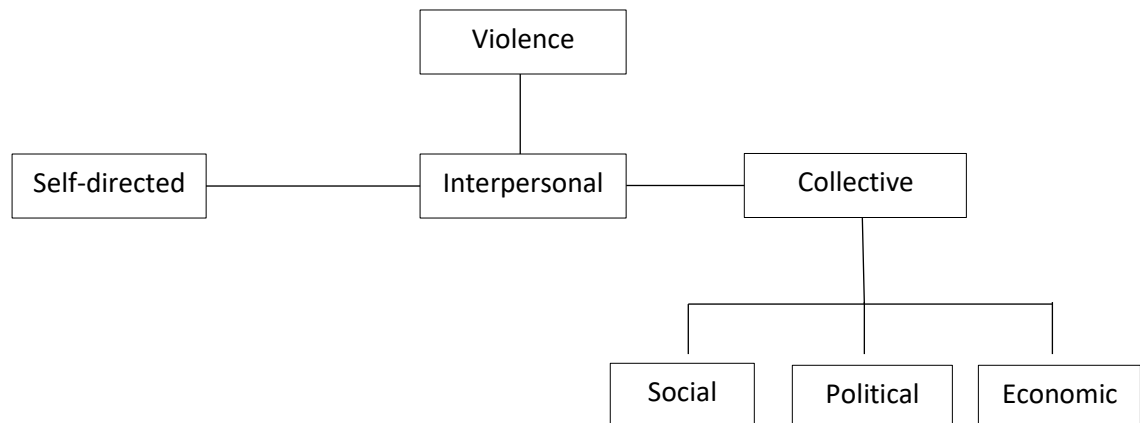 Violence
Self-directed
Interpersonal
Collective
Social
Political
Economic